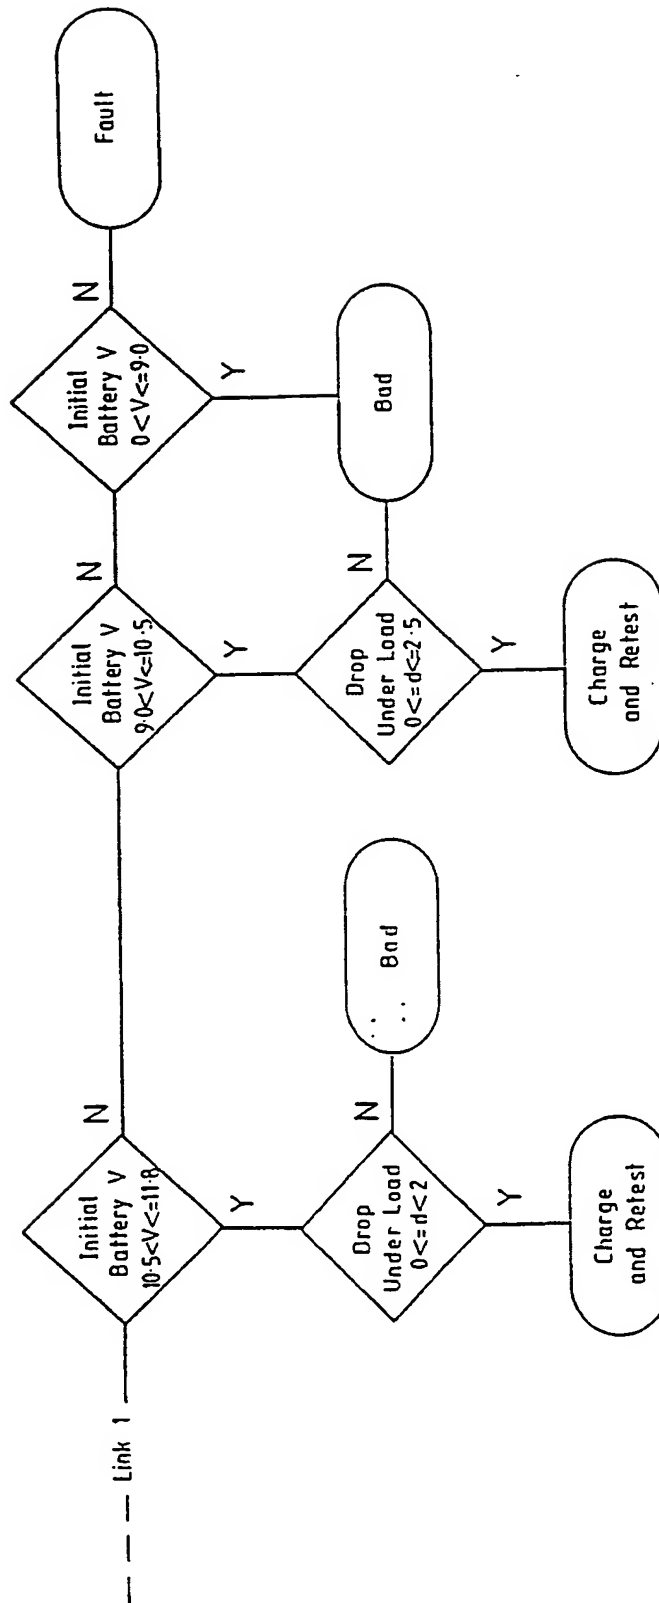 Link 1
Initial
Battery V
10·5<V<=11·8
N
Y
Drop
Under Load
0<=d<2
N
Bad
Y
Charge
and Retest
Initial
Battery V
9·0<V<=10·5
N
Y
Drop
Under Load
0<=d<=2·5
N
Bad
Y
Charge
and Retest
Initial
Battery V
0<V<=9·0
N
Y
Fault